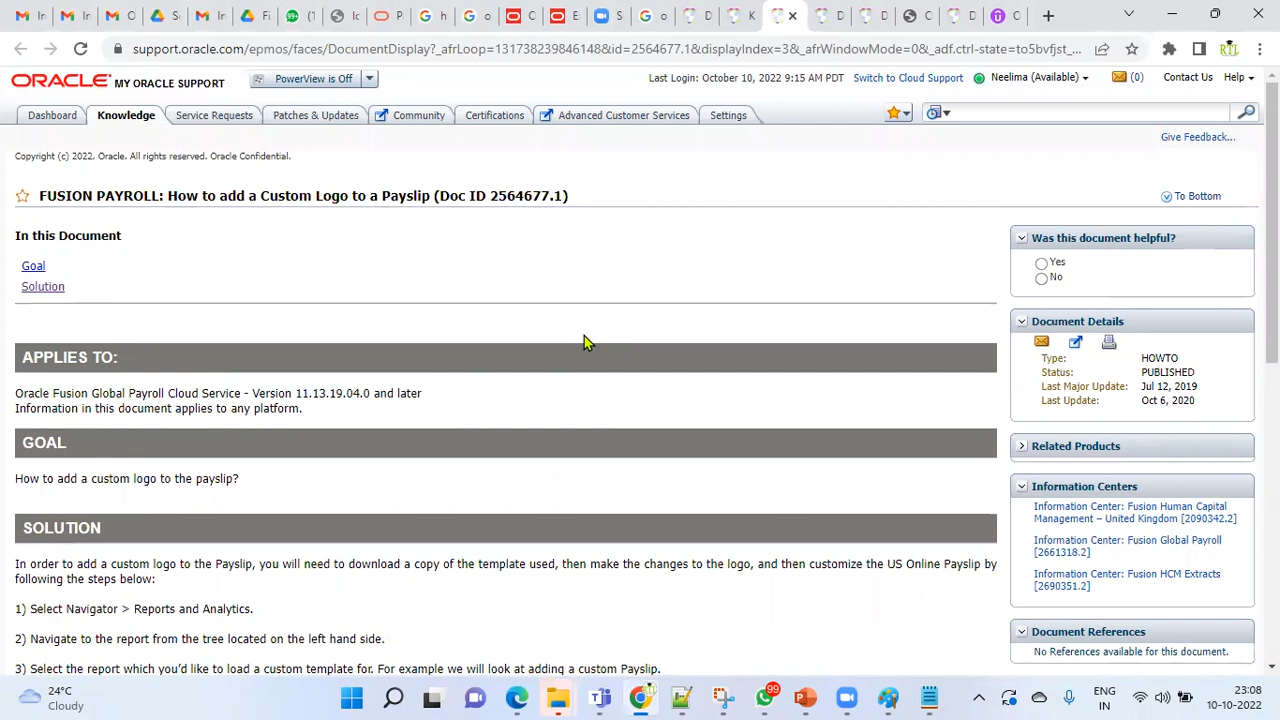 In
M
O
S
In
Fi
99+
(1
lc
P
h
o
C
E
S
o
D
K
D
D
C
D
C
support.oracle.com/epmos/faces/DocumentDisplay?_afrLoop=131738239846148&id=2564677.1&displayIndex=3&_afrWindowMode=0&_adf.ctrl-state=to5bvfjst_...
RTL
ORACLE MY ORACLE SUPPORT
PowerView is Off
Last Login: October 10, 2022 9:15 AM PDT
Switch to Cloud Support
Neelima (Available)
(0)
Contact Us
Help
Dashboard
Knowledge
Service Requests
Patches & Updates
Community
Certifications
Advanced Customer Services
Settings
Give Feedback...
Copyright (c) 2022, Oracle. All rights reserved. Oracle Confidential.
FUSION PAYROLL: How to add a Custom Logo to a Payslip (Doc ID 2564677.1)
To Bottom
In this Document
Goal
Solution
APPLIES TO:
Oracle Fusion Global Payroll Cloud Service - Version 11.13.19.04.0 and later
Information in this document applies to any platform.
GOAL
How to add a custom logo to the payslip?
SOLUTION
In order to add a custom logo to the Payslip, you will need to download a copy of the template used, then make the changes to the logo, and then customize the US Online Payslip by
following the steps below:
1) Select Navigator > Reports and Analytics.
2) Navigate to the report from the tree located on the left hand side.
3) Select the report which you'd like to load a custom template for. For example we will look at adding a custom Payslip.
Was this document helpful?
Yes
No
Document Details
Type: HOWTO
Status: PUBLISHED
Last Major Update: Jul 12, 2019
Last Update: Oct 6, 2020
Related Products
Information Centers
Information Center: Fusion Human Capital
Management – United Kingdom [2090342.2]
Information Center: Fusion Global Payroll
[2661318.2]
Information Center: Fusion HCM Extracts
[2690351.2]
Document References
No References available for this document.
24°C
Cloudy
99
ENG
IN
23:08
10-10-2022